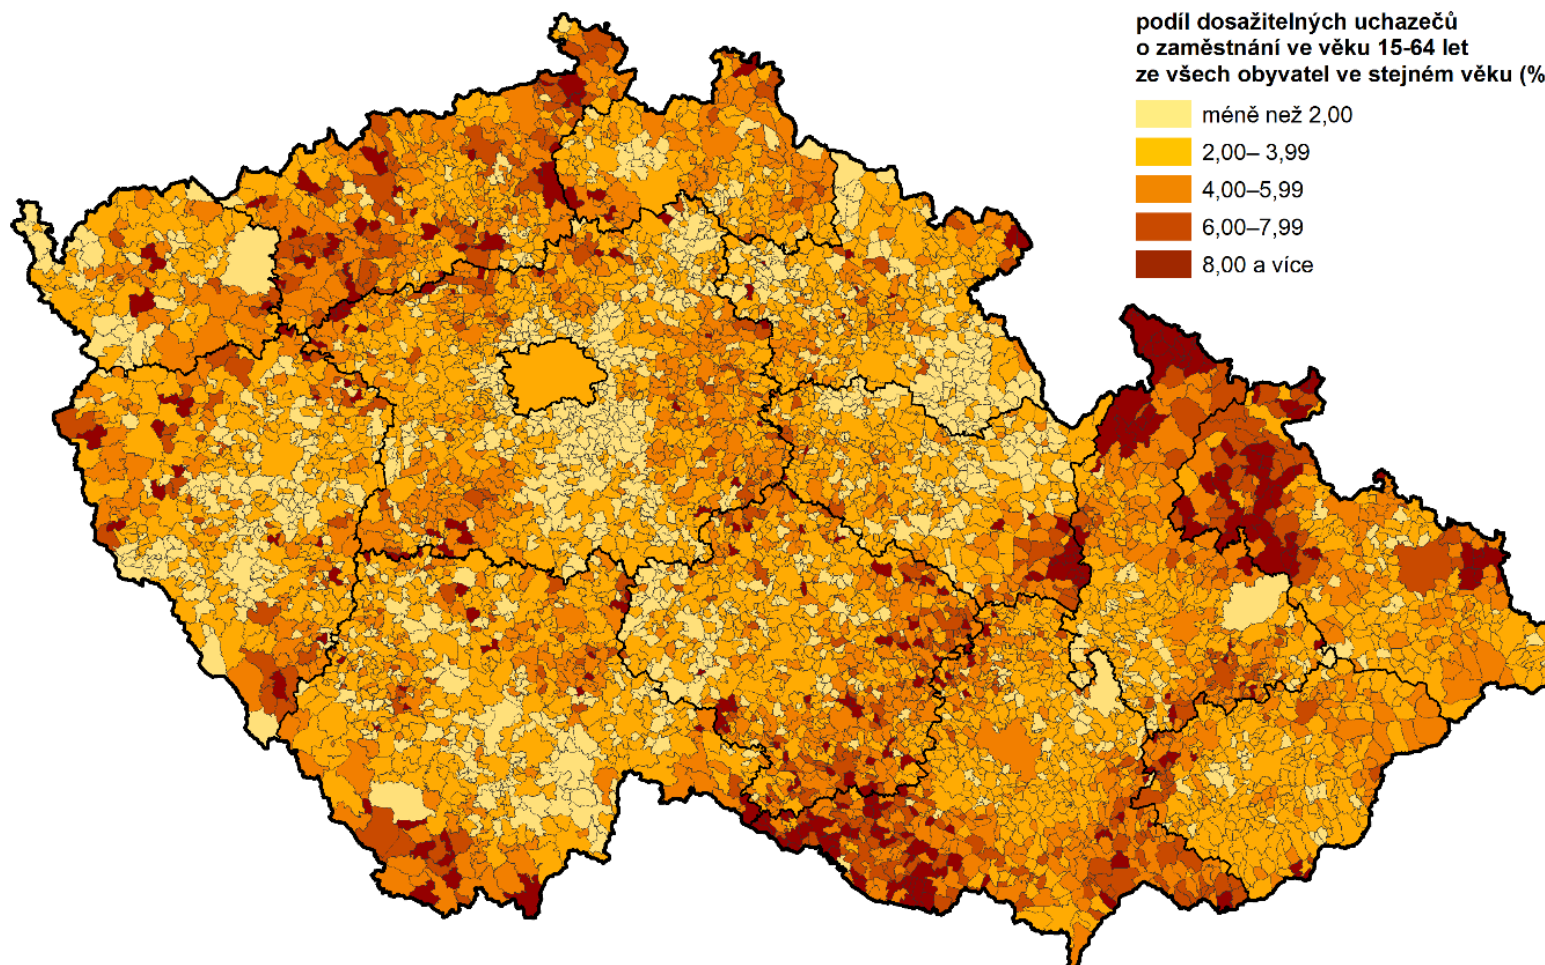 podíl dosažitelných uchazečů
o zaměstnání ve věku 15-64 let
ze všech obyvatel ve stejném věku (%
méně než 2,00
2,00– 3,99
4,00–5,99
6,00–7,99
8,00 a více